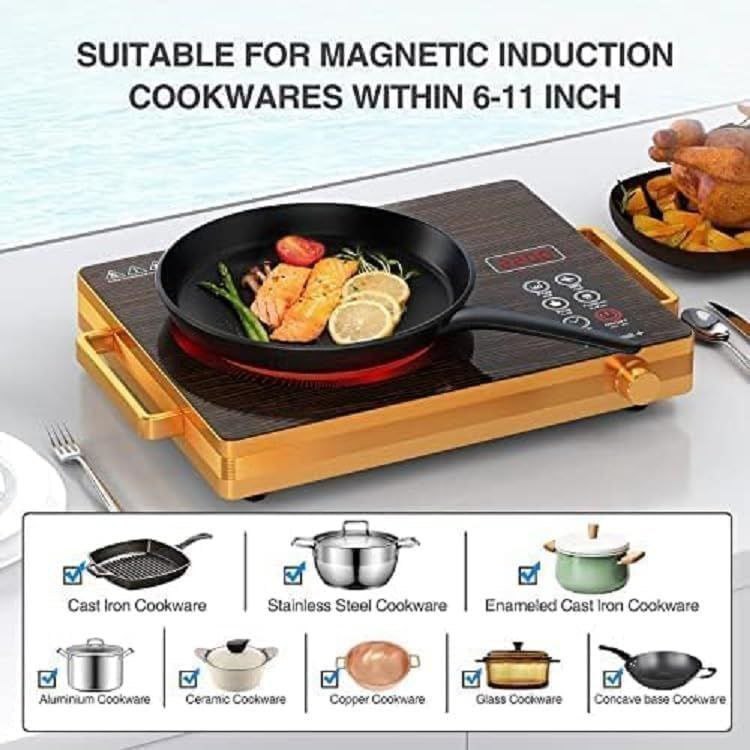 SUITABLE FOR MAGNETIC INDUCTION
COOKWARES WITHIN 6-11 INCH
Cast Iron Cookware
Stainless Steel Cookware
Enameled Cast Iron Cookware
Aluminium Cookware
Ceramic Cookware
Copper Cookware
Glass Cookware
Concave base Cookware